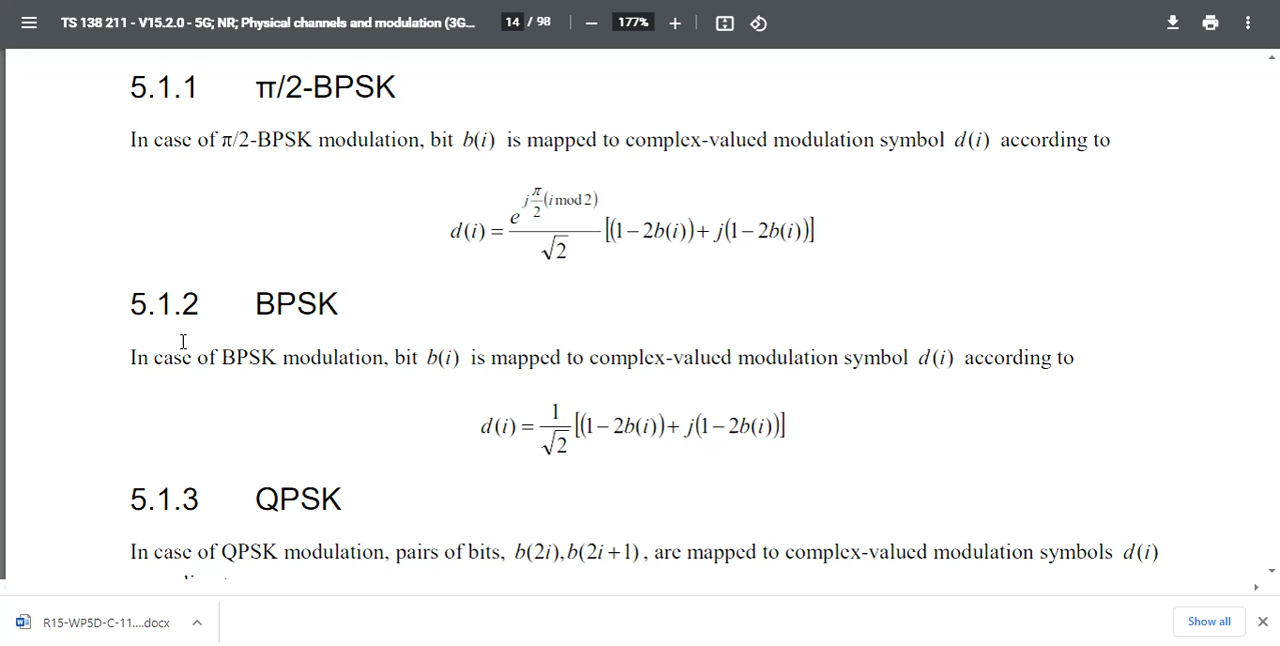 TS 138 211 - V15.2.0 - 5G; NR; Physical channels and modulation (3G... 14 / 98 − 177% +
5.1.1 π/2-BPSK
In case of π/2-BPSK modulation, bit b(i) is mapped to complex-valued modulation symbol d(i) according to
d(i) = e^{j π/2 (i mod 2)} / √2 [(1 − 2b(i)) + j(1 − 2b(i))]
5.1.2 BPSK
In case of BPSK modulation, bit b(i) is mapped to complex-valued modulation symbol d(i) according to
d(i) = 1/√2 [(1 − 2b(i)) + j(1 − 2b(i))]
5.1.3 QPSK
In case of QPSK modulation, pairs of bits, b(2i), b(2i + 1), are mapped to complex-valued modulation symbols d(i)
R15-WP5D-C-11....docx Show all